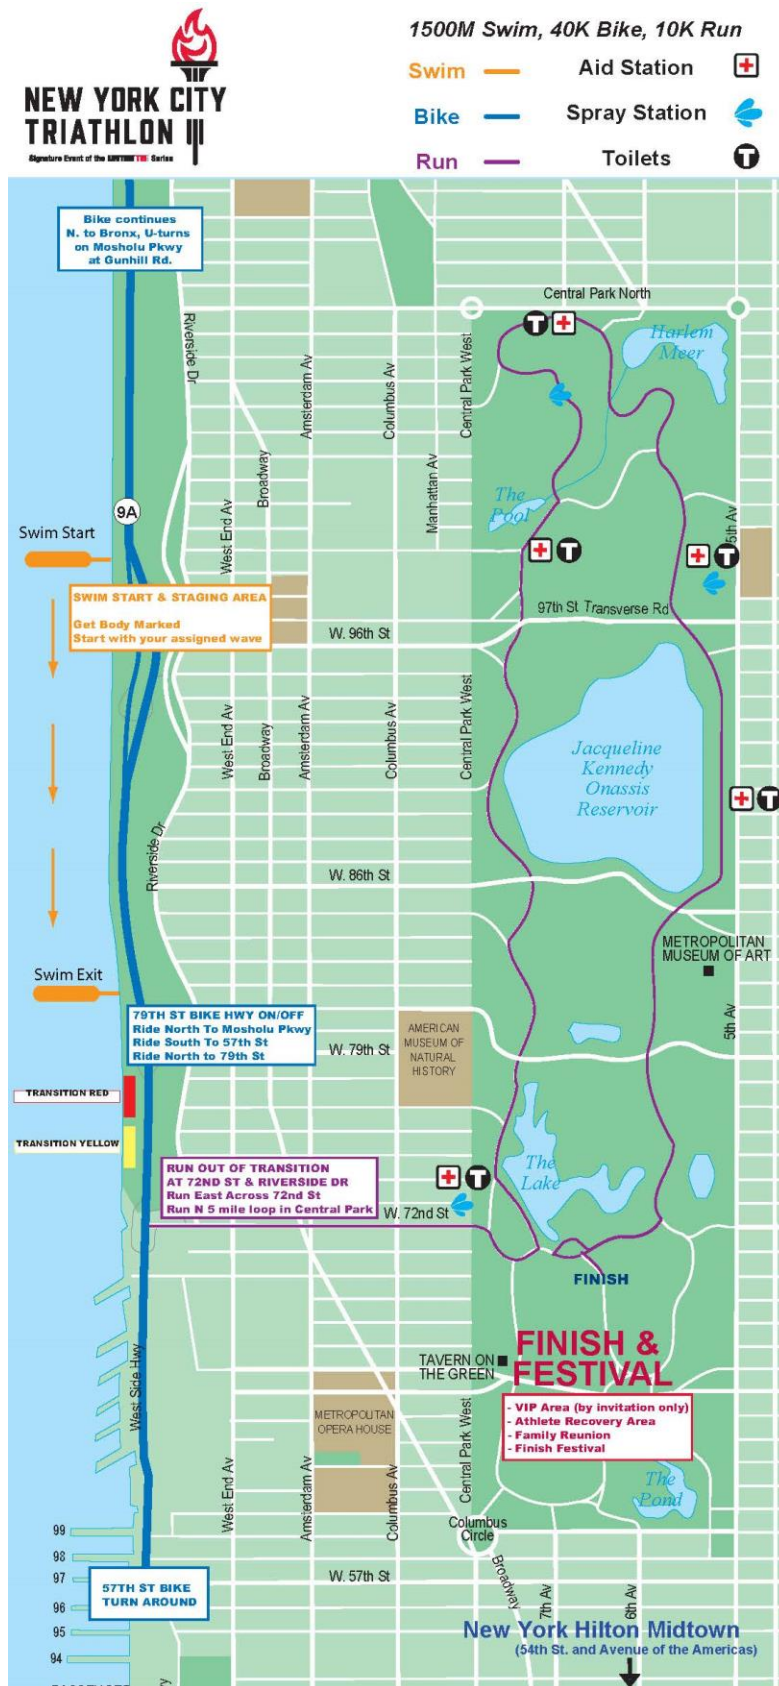 1500M Swim, 40K Bike, 10K Run
NEW YORK CITY
TRIATHLON
Signature Event of the Series
Swim
Aid Station
Bike
Spray Station
Run
Toilets
T
Bike continues
N. to Bronx, U-turns
on Mosholu Pkwy
at Gunhill Rd.
Central Park North
Riverside Dr
Amsterdam Av
Columbus Av
Central Park West
T
Harlem
Meer
Broadway
West End Av
Manhattan Av
The
Pool
9A
5th Av
Swim Start
T
T
SWIM START & STAGING AREA
Get Body Marked
Start with your assigned wave
97th St Transverse Rd
W. 96th St
West End Av
Broadway
Amsterdam Av
Columbus Av
Central Park West
Jacqueline
Kennedy
Onassis
Reservoir
T
Riverside Dr
W. 86th St
METROPOLITAN
MUSEUM OF ART
Swim Exit
79TH ST BIKE HWY ON/OFF
Ride North To Mosholu Pkwy
Ride South To 57th St
Ride North to 79th St
AMERICAN
MUSEUM OF
NATURAL
HISTORY
5th Av
W. 79th St
TRANSITION RED
TRANSITION YELLOW
RUN OUT OF TRANSITION
AT 72ND ST & RIVERSIDE DR
Run East Across 72nd St
Run N 5 mile loop in Central Park
T
The
Lake
W. 72nd St
FINISH
FINISH &
FESTIVAL
TAVERN ON
THE GREEN
West Side Hwy
- VIP Area (by invitation only)
- Athlete Recovery Area
- Family Reunion
- Finish Festival
METROPOLITAN
OPERA HOUSE
Central Park West
West End Av
Amsterdam Av
Columbus Av
The
Pond
Columbus
Circle
99
98
97
96
95
94
57TH ST BIKE
TURN AROUND
W. 57th St
Broadway
7th Av
6th Av
New York Hilton Midtown
(54th St. and Avenue of the Americas)